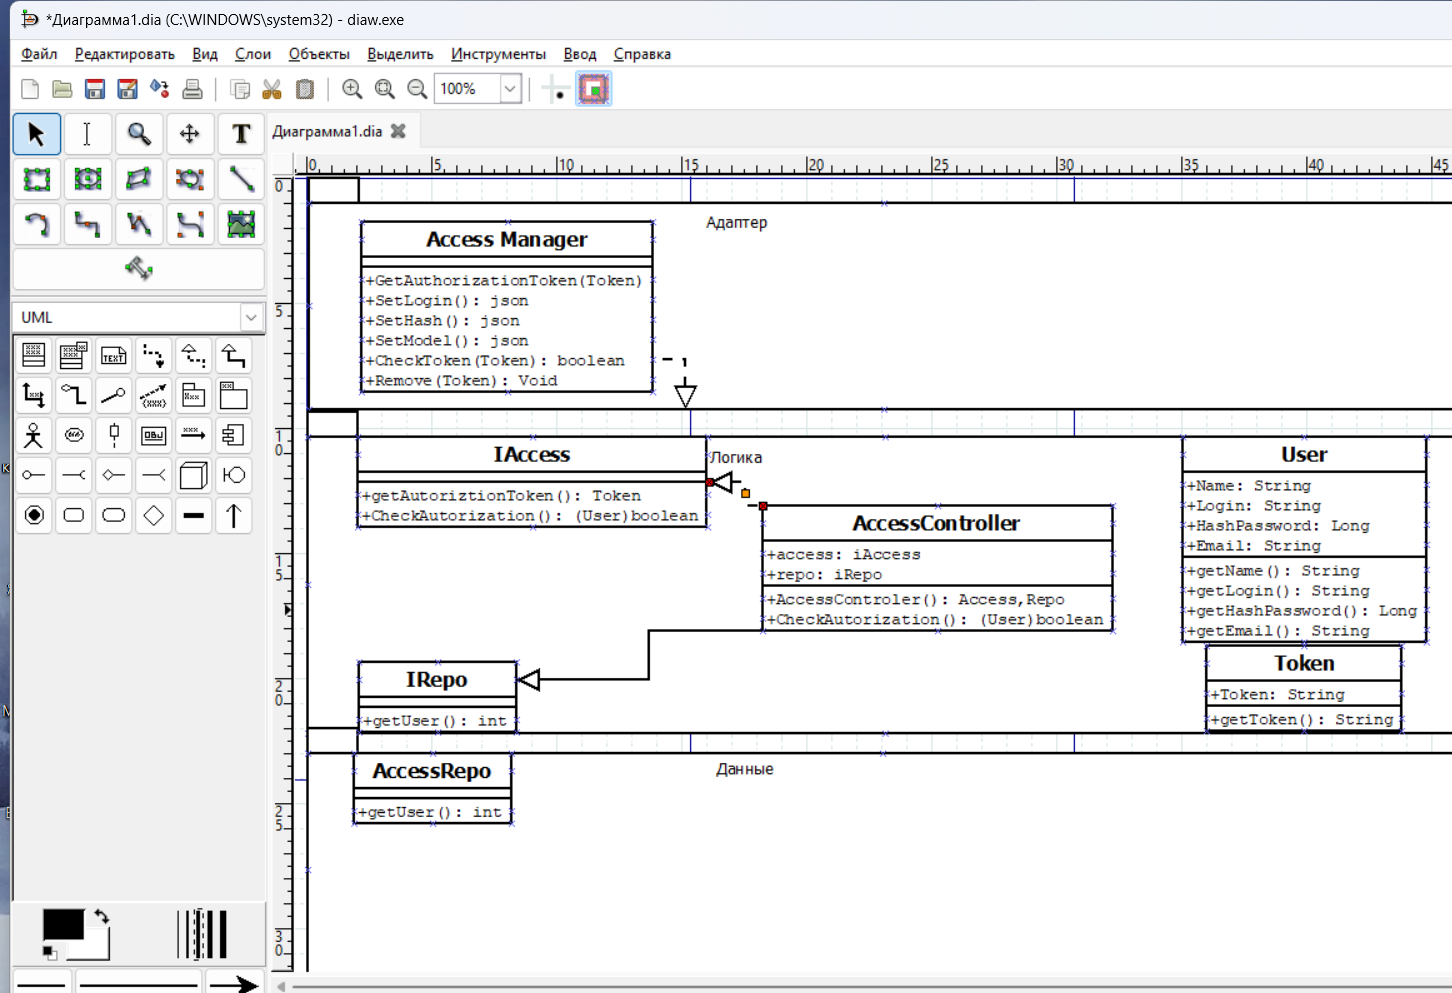 *Диаграмма1.dia (C:\WINDOWS\system32) - diaw.exe
Файл Редактировать Вид Слои Объекты Выделить Инструменты Ввод Справка
100%
T
Диаграмма1.dia
0 5 10 15 20 25 30 35 40 45
0
5
10
15
20
25
30
UML
TEXT
OBJ
Адаптер
Access Manager
+GetAuthorizationToken(Token)
+SetLogin(): json
+SetHash(): json
+SetModel(): json
+CheckToken(Token): boolean
+Remove(Token): Void
Логика
IAccess
+getAutoriztionToken(): Token
+CheckAutorization(): (User)boolean
AccessController
+access: iAccess
+repo: iRepo
+AccessControler(): Access,Repo
+CheckAutorization(): (User)boolean
User
+Name: String
+Login: String
+HashPassword: Long
+Email: String
+getName(): String
+getLogin(): String
+getHashPassword(): Long
+getEmail(): String
Token
+Token: String
+getToken(): String
IRepo
+getUser(): int
Данные
AccessRepo
+getUser(): int